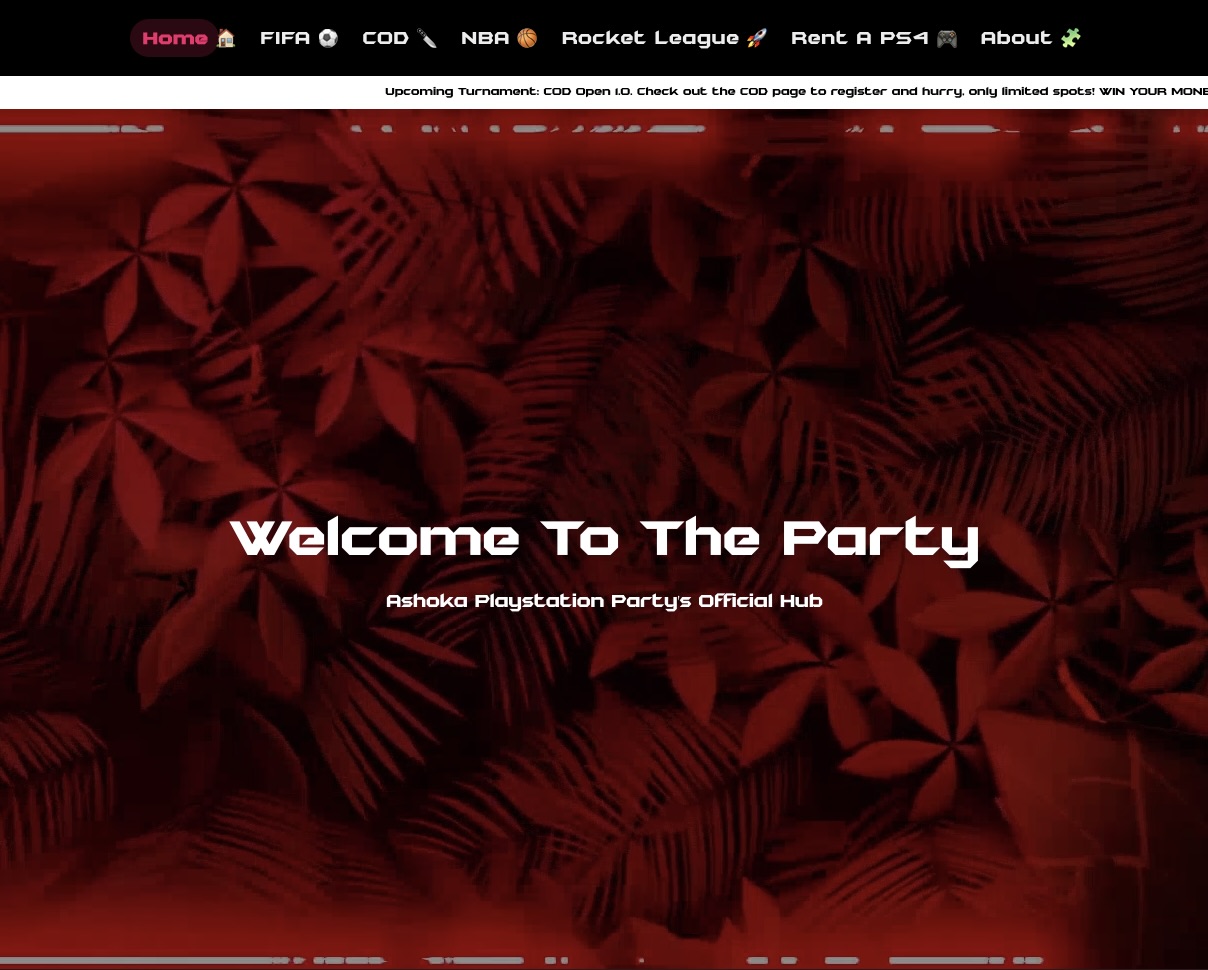 Home 🏠 FIFA ⚽ COD 🔪 NBA 🏀 Rocket League 🚀 Rent A PS4 🎮 About 🧩
Upcoming Turnament: COD Open 1.0. Check out the COD page to register and hurry, only limited spots! WIN YOUR MONE
Welcome To The Party
Ashoka Playstation Party's Official Hub